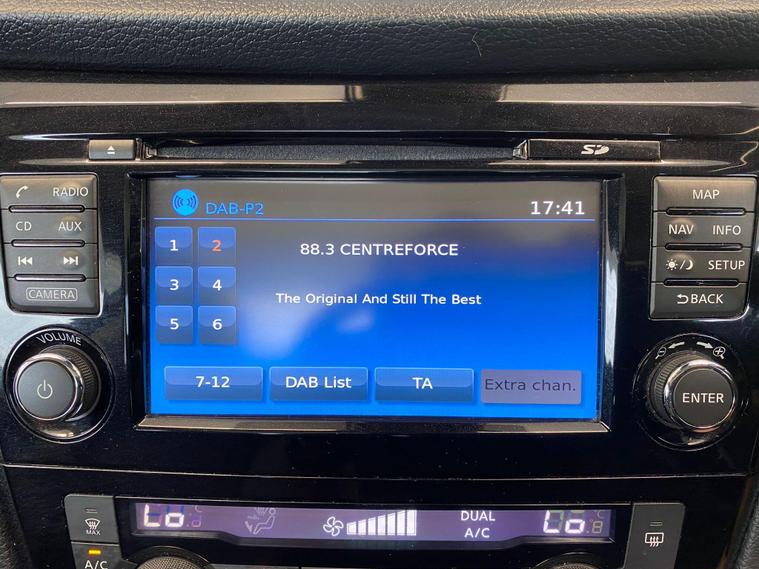 SD
RADIO
CD AUX
CAMERA
VOLUME
DAB-P2
17:41
1 2
88.3 CENTREFORCE
3 4
The Original And Still The Best
5 6
7-12
DAB List
TA
Extra chan.
MAP
NAV INFO
SETUP
BACK
ENTER
MAX
A/C
Lo
DUAL
A/C
Lo